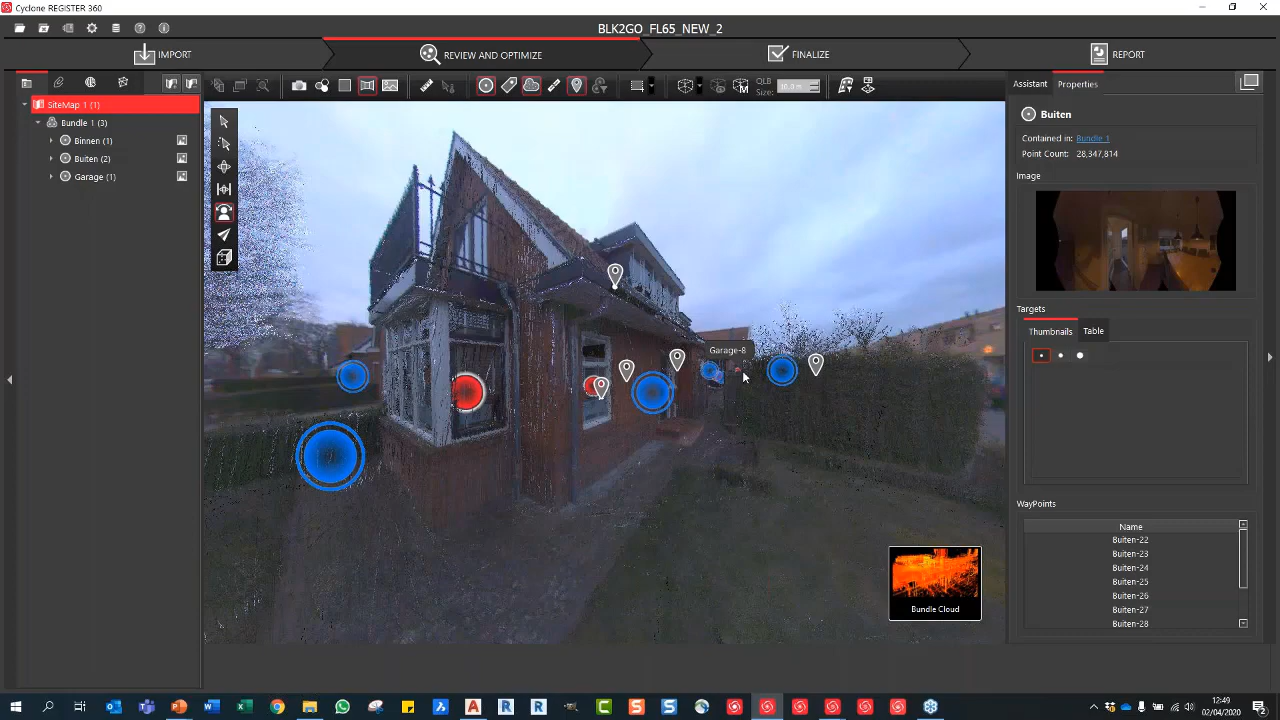 Cyclone REGISTER 360
BLK2GO_FL65_NEW_2
IMPORT
REVIEW AND OPTIMIZE
FINALIZE
REPORT
QLB
Size:
10.0 m
Assistant
Properties
SiteMap 1 (1)
Bundle 1 (3)
Binnen (1)
Buiten (2)
Garage (1)
Garage-8
Bundle Cloud
Buiten
Contained in:
Bundle 1
Point Count:
28,347,814
Image
Targets
Thumbnails
Table
WayPoints
Name
Buiten-22
Buiten-23
Buiten-24
Buiten-25
Buiten-26
Buiten-27
Buiten-28
12:49
02/04/2020